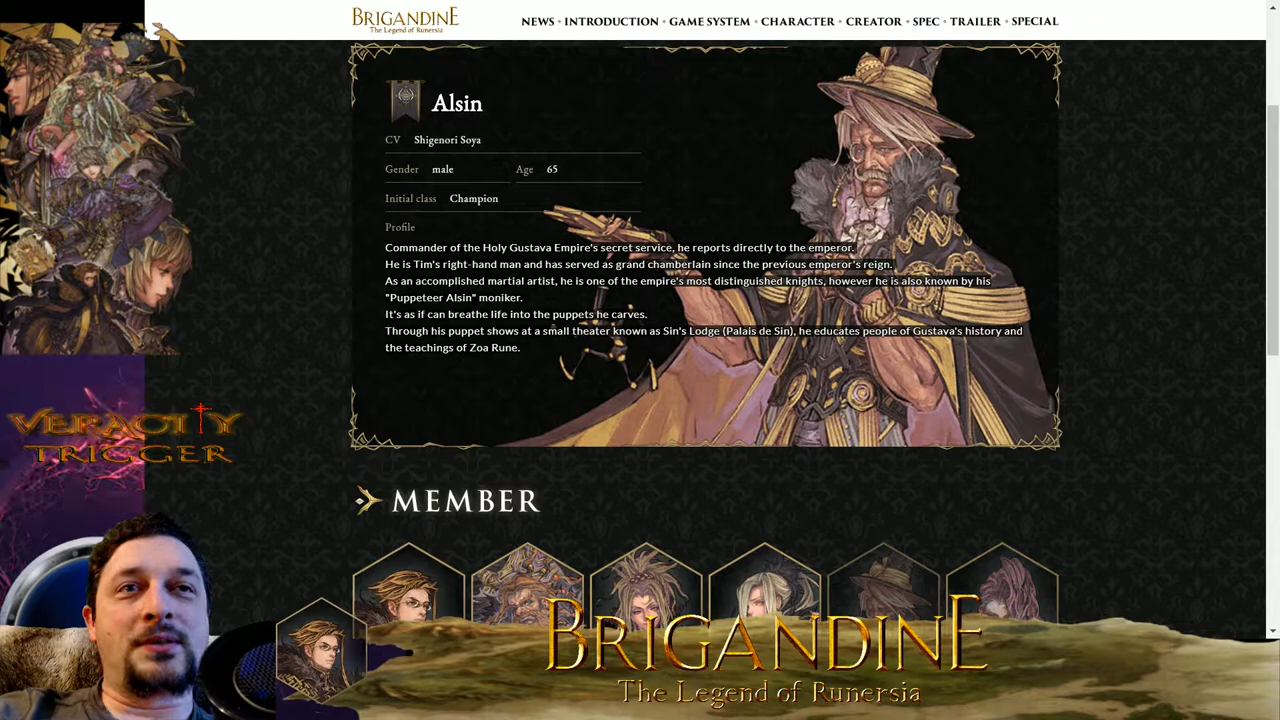 BRIGANDINE
The Legend of Runersia
NEWS • INTRODUCTION • GAME SYSTEM • CHARACTER • CREATOR • SPEC • TRAILER • SPECIAL
Alsin
CV Shigenori Soya
Gender male Age 65
Initial class Champion
Profile
Commander of the Holy Gustava Empire's secret service, he reports directly to the emperor.
He is Tim's right-hand man and has served as grand chamberlain since the previous emperor's reign.
As an accomplished martial artist, he is one of the empire's most distinguished knights, however he is also known by his
"Puppeteer Alsin" moniker.
It's as if can breathe life into the puppets he carves.
Through his puppet shows at a small theater known as Sin's Lodge (Palais de Sin), he educates people of Gustava's history and
the teachings of Zoa Rune.
VERACITY
TRIGGER
MEMBER
BRIGANDINE
The Legend of Runersia